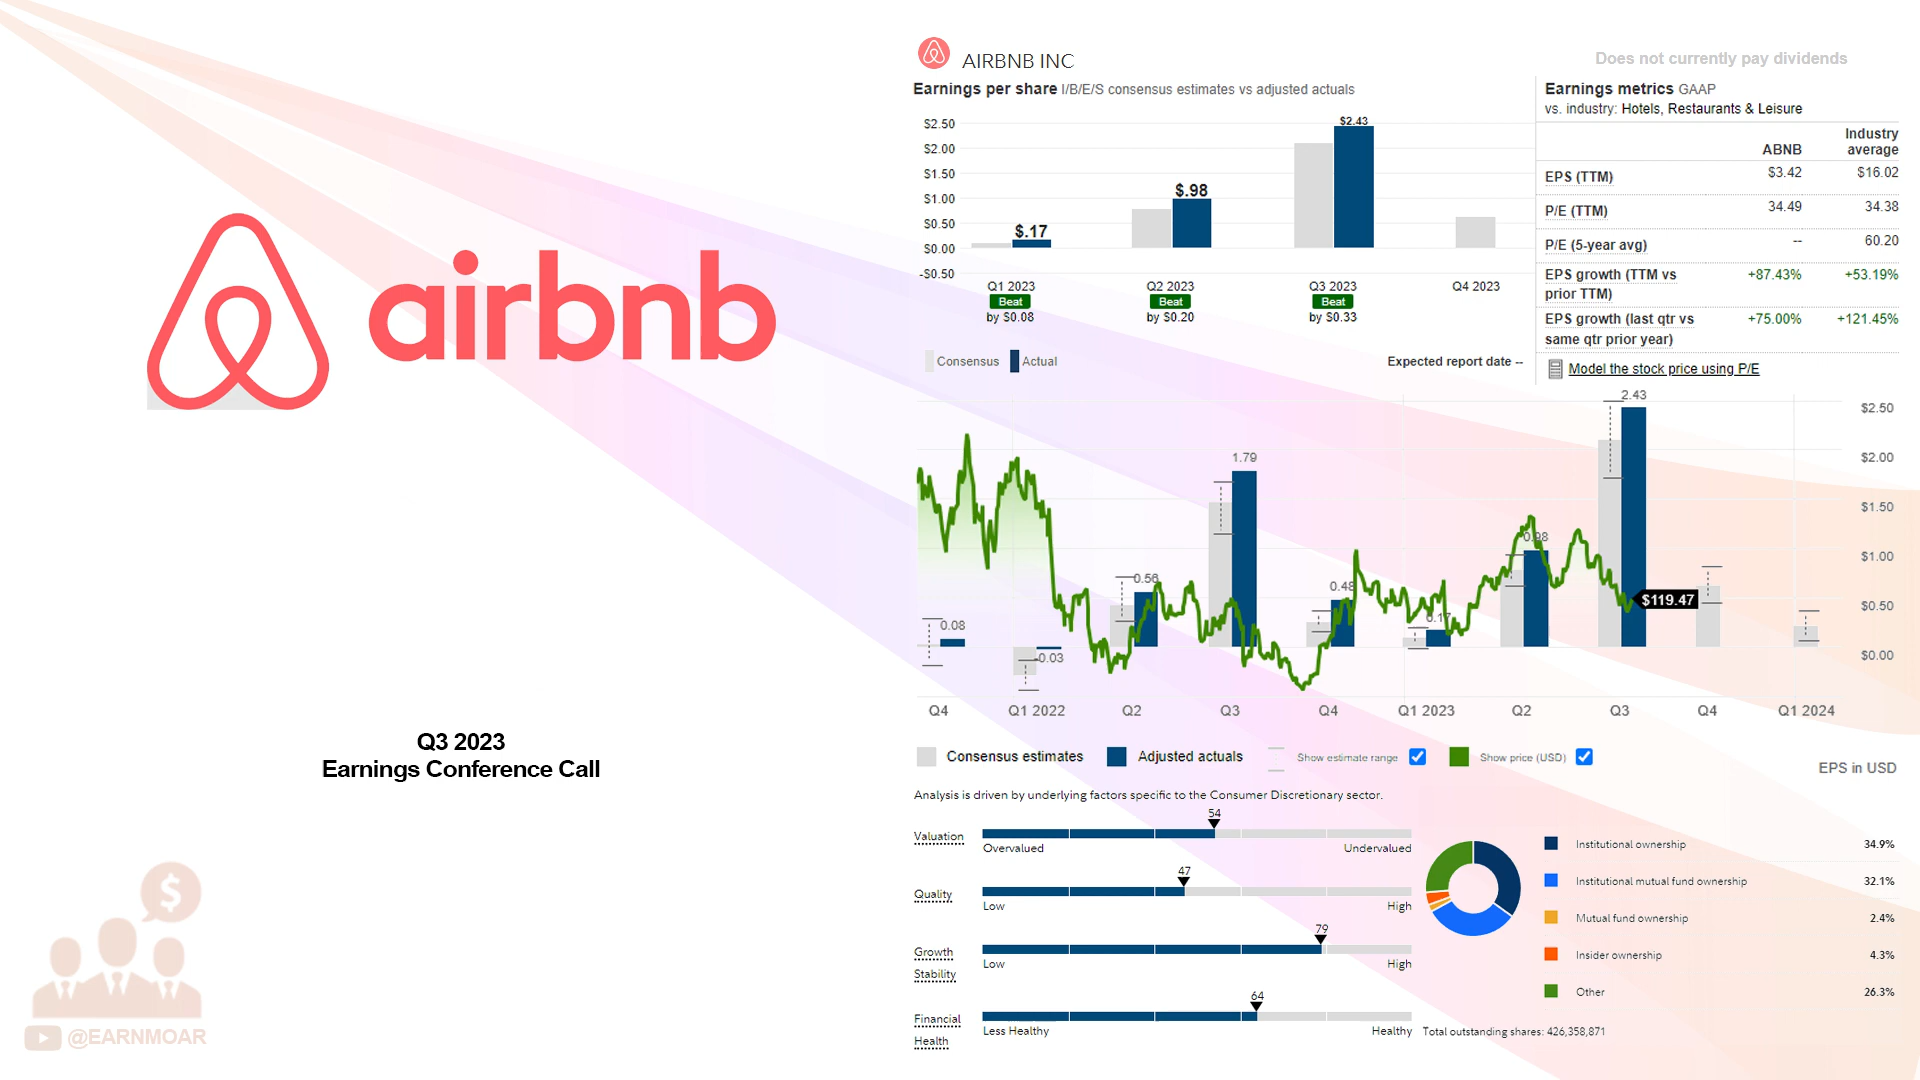 airbnb
Q3 2023
Earnings Conference Call
$
@EARNMOAR
AIRBNB INC
Does not currently pay dividends
Earnings per share I/B/E/S consensus estimates vs adjusted actuals
$2.50
$2.00
$1.50
$1.00
$0.50
$0.00
-$0.50
$.17
$.98
$2.43
Q1 2023
Beat
by $0.08
Q2 2023
Beat
by $0.20
Q3 2023
Beat
by $0.33
Q4 2023
Consensus Actual
Expected report date --
Earnings metrics GAAP
vs. industry: Hotels, Restaurants & Leisure
ABNB Industry average
EPS (TTM) $3.42 $16.02
P/E (TTM) 34.49 34.38
P/E (5-year avg) -- 60.20
EPS growth (TTM vs prior TTM) +87.43% +53.19%
EPS growth (last qtr vs same qtr prior year) +75.00% +121.45%
Model the stock price using P/E
0.08
-0.03
0.56
1.79
0.48
0.17
0.98
2.43
$119.47
$2.50
$2.00
$1.50
$1.00
$0.50
$0.00
Q4 Q1 2022 Q2 Q3 Q4 Q1 2023 Q2 Q3 Q4 Q1 2024
Consensus estimates Adjusted actuals Show estimate range Show price (USD)
EPS in USD
Analysis is driven by underlying factors specific to the Consumer Discretionary sector.
Valuation
54
Overvalued Undervalued
Quality
47
Low High
Growth Stability
79
Low High
Financial Health
64
Less Healthy Healthy
Institutional ownership 34.9%
Institutional mutual fund ownership 32.1%
Mutual fund ownership 2.4%
Insider ownership 4.3%
Other 26.3%
Total outstanding shares: 426,358,871